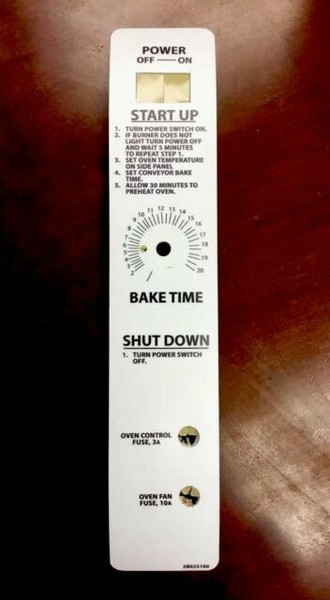 POWER
OFF — ON
START UP
1. TURN POWER SWITCH ON.
2. IF BURNER DOES NOT
LIGHT TURN POWER OFF
AND WAIT 5 MINUTES
TO REPEAT STEP 1.
3. SET OVEN TEMPERATURE
ON SIDE PANEL
4. SET CONVEYOR BAKE
TIME.
5. ALLOW 30 MINUTES TO
PREHEAT OVEN.
2 3 4 5 6 7 8 9 10 11 12 13 14 15 16 17 18 19 20
BAKE TIME
SHUT DOWN
1. TURN POWER SWITCH
OFF.
OVEN CONTROL
FUSE, 3A
OVEN FAN
FUSE, 10A